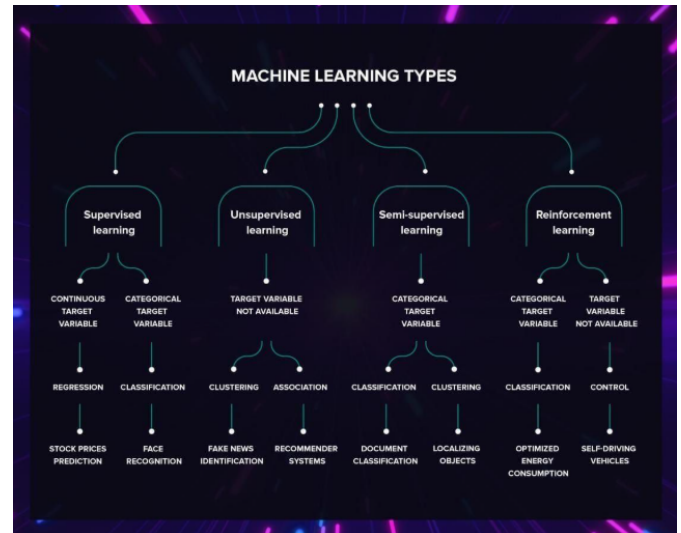 MACHINE LEARNING TYPES
Supervised
learning
Unsupervised
learning
Semi-supervised
learning
Reinforcement
learning
CONTINUOUS
TARGET
VARIABLE
CATEGORICAL
TARGET
VARIABLE
TARGET VARIABLE
NOT AVAILABLE
CATEGORICAL
TARGET
VARIABLE
CATEGORICAL
TARGET
VARIABLE
TARGET
VARIABLE
NOT AVAILABLE
REGRESSION
CLASSIFICATION
CLUSTERING
ASSOCIATION
CLASSIFICATION
CLUSTERING
CLASSIFICATION
CONTROL
STOCK PRICES
PREDICTION
FACE
RECOGNITION
FAKE NEWS
IDENTIFICATION
RECOMMENDER
SYSTEMS
DOCUMENT
CLASSIFICATION
LOCALIZING
OBJECTS
OPTIMIZED
ENERGY
CONSUMPTION
SELF-DRIVING
VEHICLES